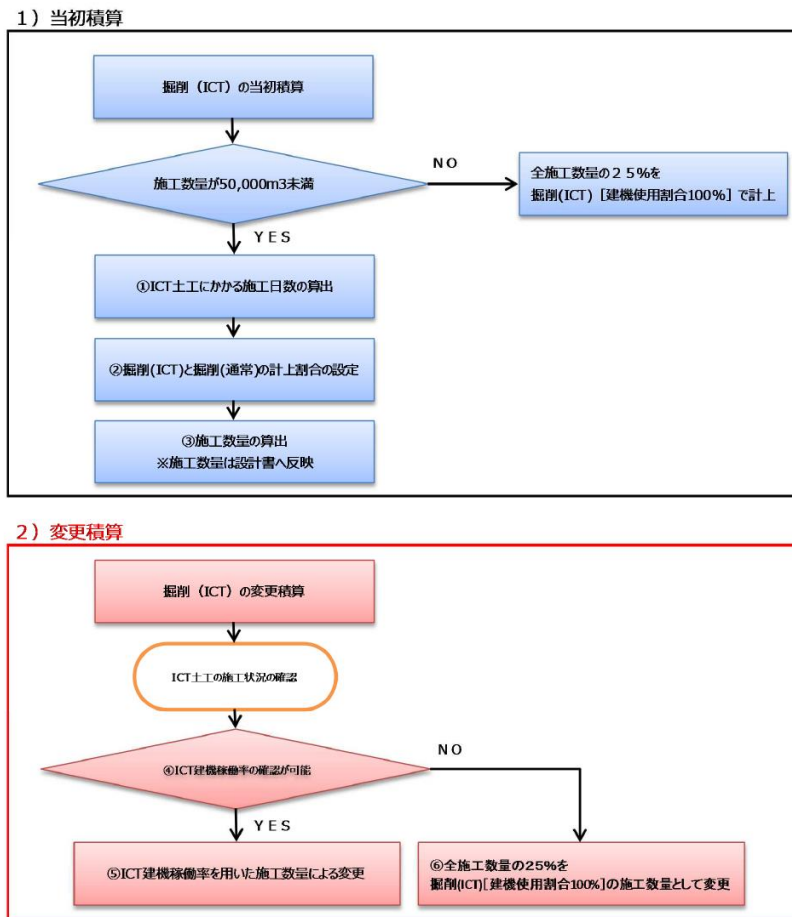 1）当初積算
掘削（ICT）の当初積算
施工数量が50,000m3未満
NO
全施工数量の２５%を
掘削(ICT)［建機使用割合100%］で計上
YES
①ICT土工にかかる施工日数の算出
②掘削(ICT)と掘削(通常)の計上割合の設定
③施工数量の算出
※施工数量は設計書へ反映
2）変更積算
掘削（ICT）の変更積算
ICT土工の施工状況の確認
④ICT建機稼働率の確認が可能
NO
YES
⑤ICT建機稼働率を用いた施工数量による変更
⑥全施工数量の25%を
掘削(ICT)[建機使用割合100%]の施工数量として変更